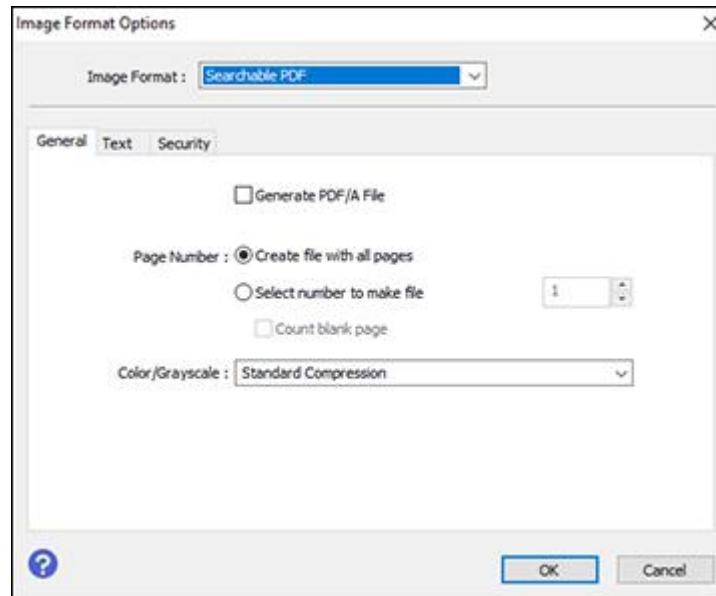 Image Format Options
Image Format : Searchable PDF
General Text Security
Generate PDF/A File
Page Number : Create file with all pages
Select number to make file 1
Count blank page
Color/Grayscale : Standard Compression
? OK Cancel